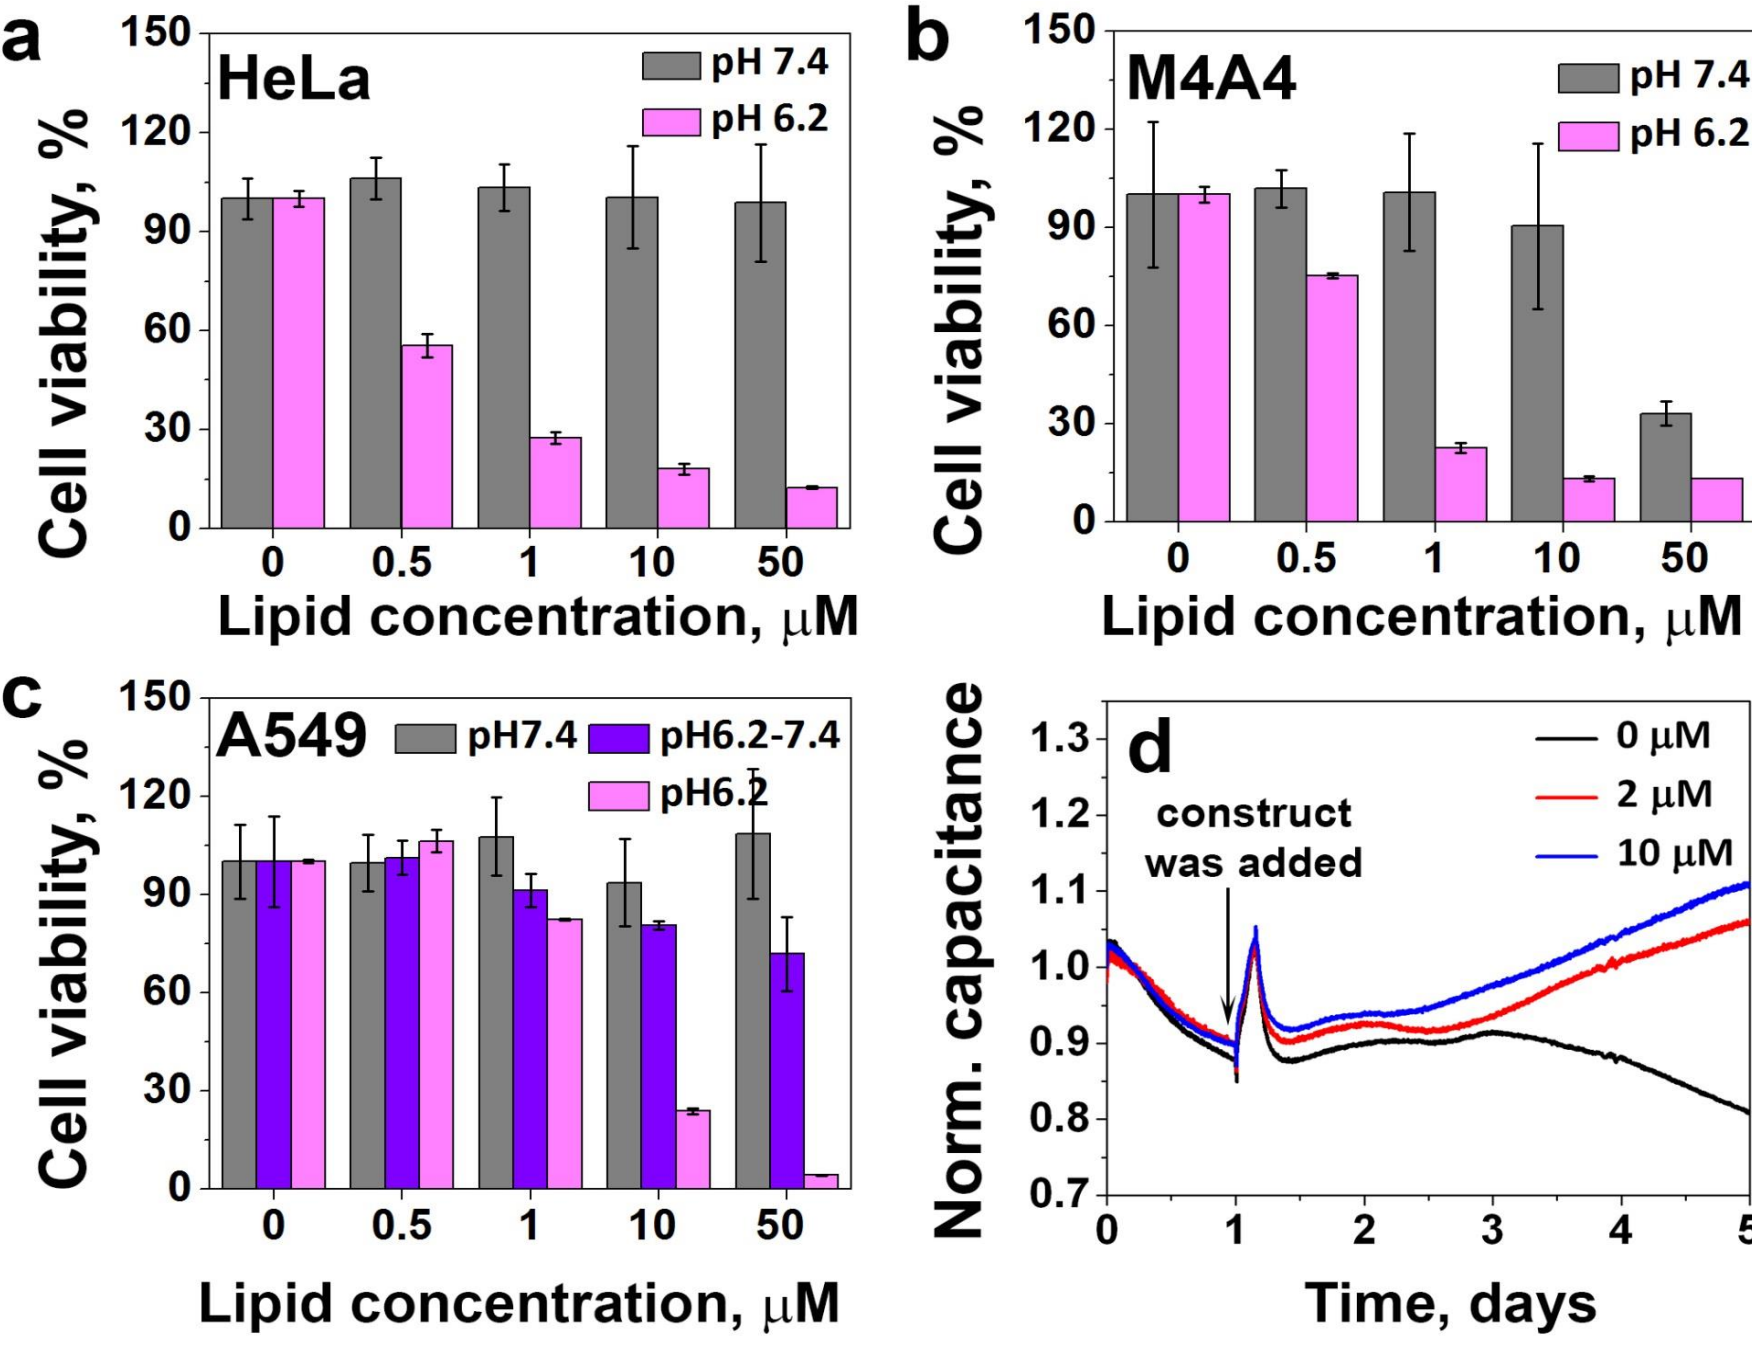 a
HeLa
pH 7.4
pH 6.2
Cell viability, %
150
120
90
60
30
0
0 0.5 1 10 50
Lipid concentration, μM
b
M4A4
pH 7.4
pH 6.2
Cell viability, %
150
120
90
60
30
0
0 0.5 1 10 50
Lipid concentration, μM
c
A549
pH7.4
pH6.2-7.4
pH6.2
Cell viability, %
150
120
90
60
30
0
0 0.5 1 10 50
Lipid concentration, μM
d
0 μM
2 μM
10 μM
construct
was added
Norm. capacitance
1.3
1.2
1.1
1.0
0.9
0.8
0.7
0 1 2 3 4 5
Time, days